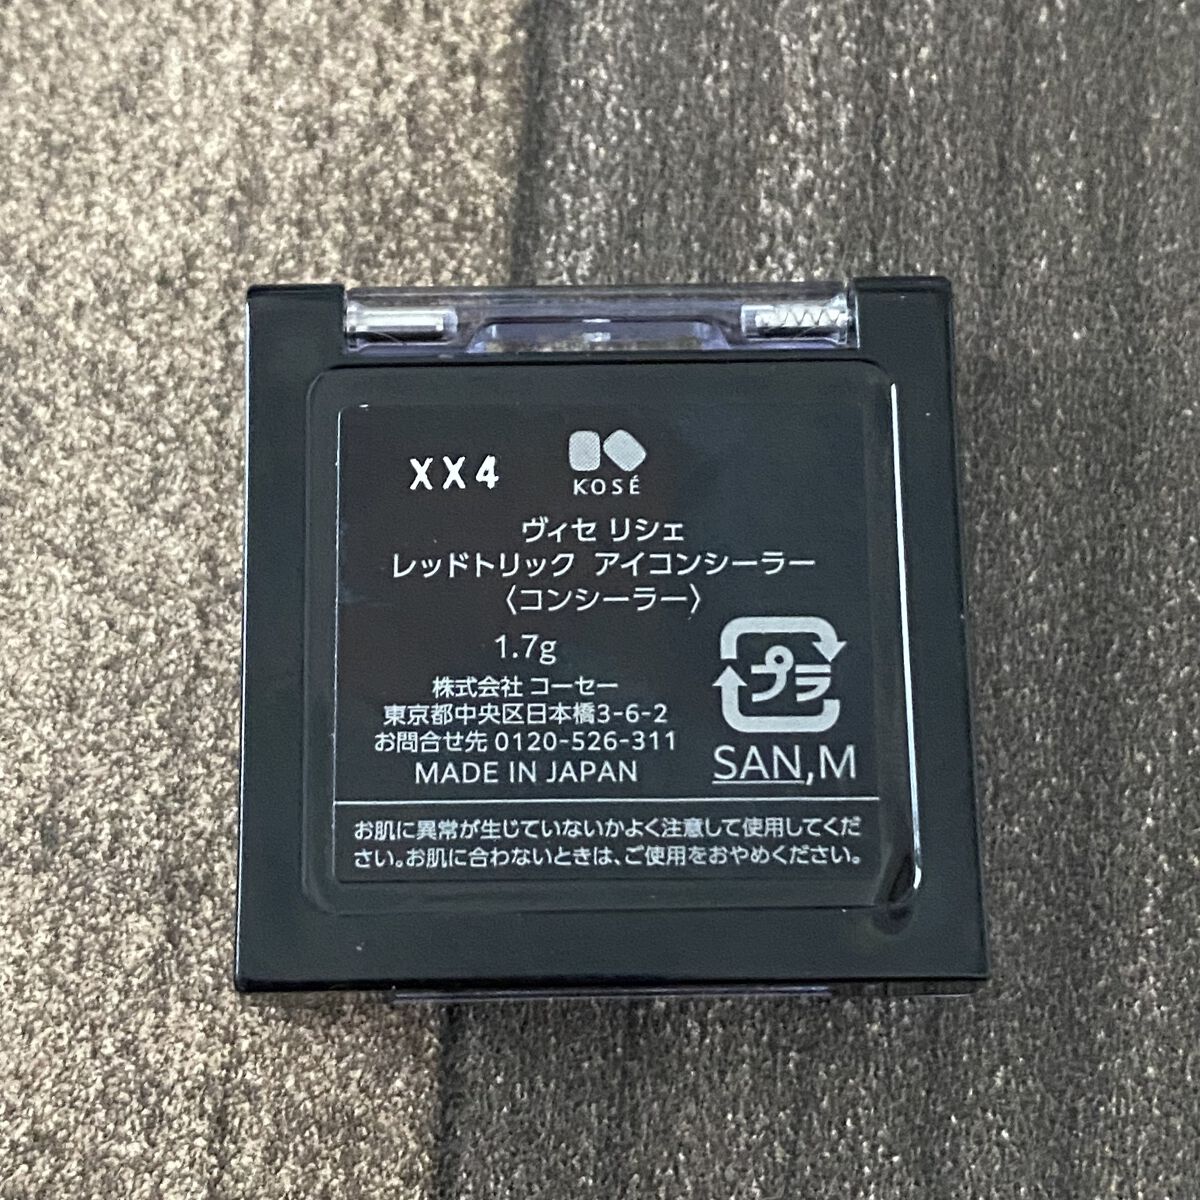 XX4
KOSÉ
ヴィセ リシェ
レッドトリック アイコンシーラー
〈コンシーラー〉
1.7g
株式会社 コーセー
東京都中央区日本橋3-6-2
お問合せ先 0120-526-311
MADE IN JAPAN
プラ
SAN,M
お肌に異常が生じていないかよく注意して使用してくだ
さい。お肌に合わないときは、ご使用をおやめください。